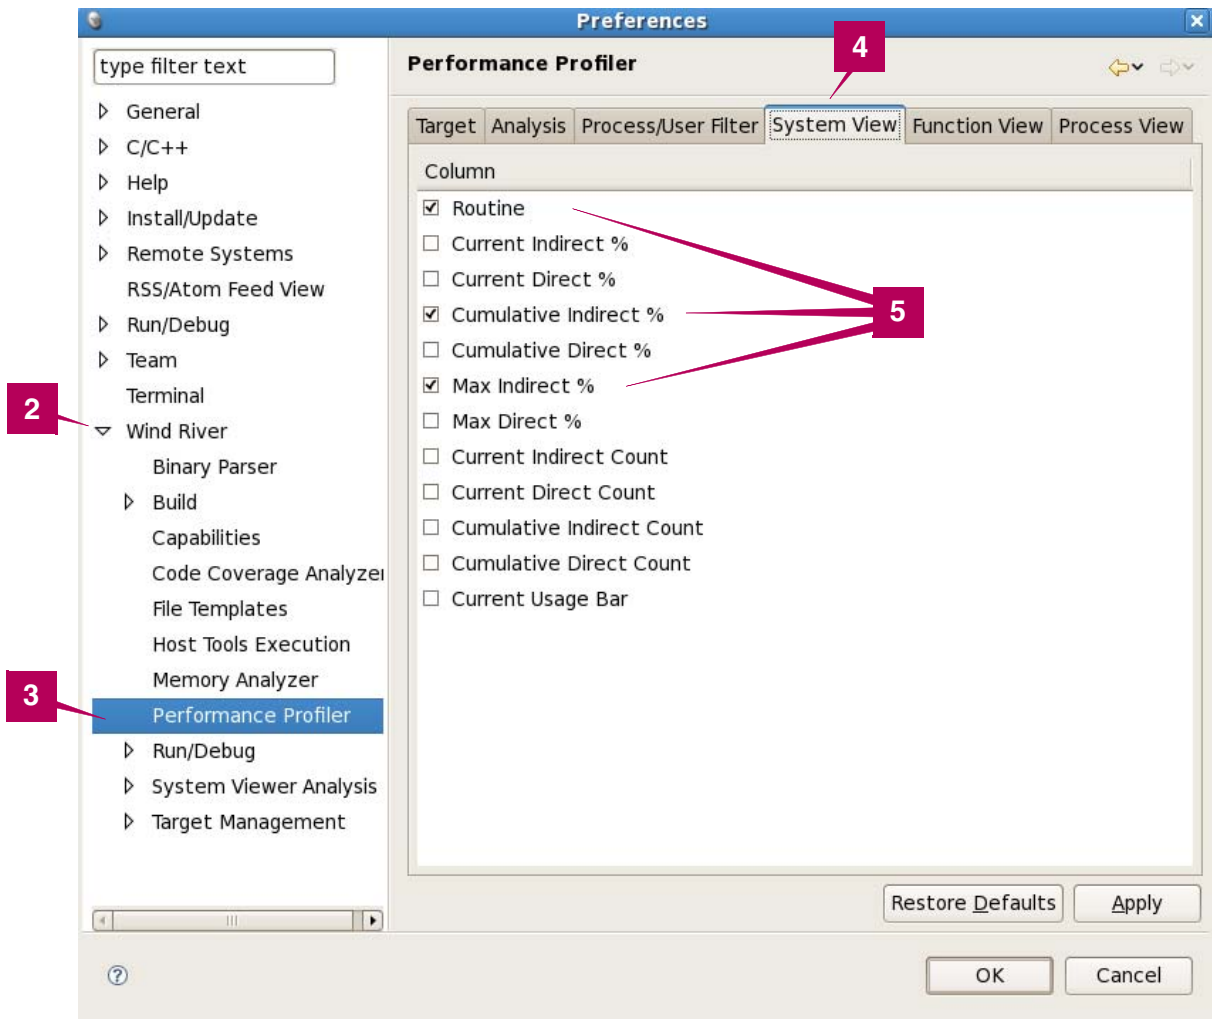 Preferences
type filter text
General
C/C++
Help
Install/Update
Remote Systems
RSS/Atom Feed View
Run/Debug
Team
Terminal
2
Wind River
Binary Parser
Build
Capabilities
Code Coverage Analyzer
File Templates
Host Tools Execution
Memory Analyzer
3
Performance Profiler
Run/Debug
System Viewer Analysis
Target Management
Performance Profiler
4
Target Analysis Process/User Filter System View Function View Process View
Column
Routine
Current Indirect %
Current Direct %
Cumulative Indirect %
5
Cumulative Direct %
Max Indirect %
Max Direct %
Current Indirect Count
Current Direct Count
Cumulative Indirect Count
Cumulative Direct Count
Current Usage Bar
Restore Defaults Apply
? OK Cancel